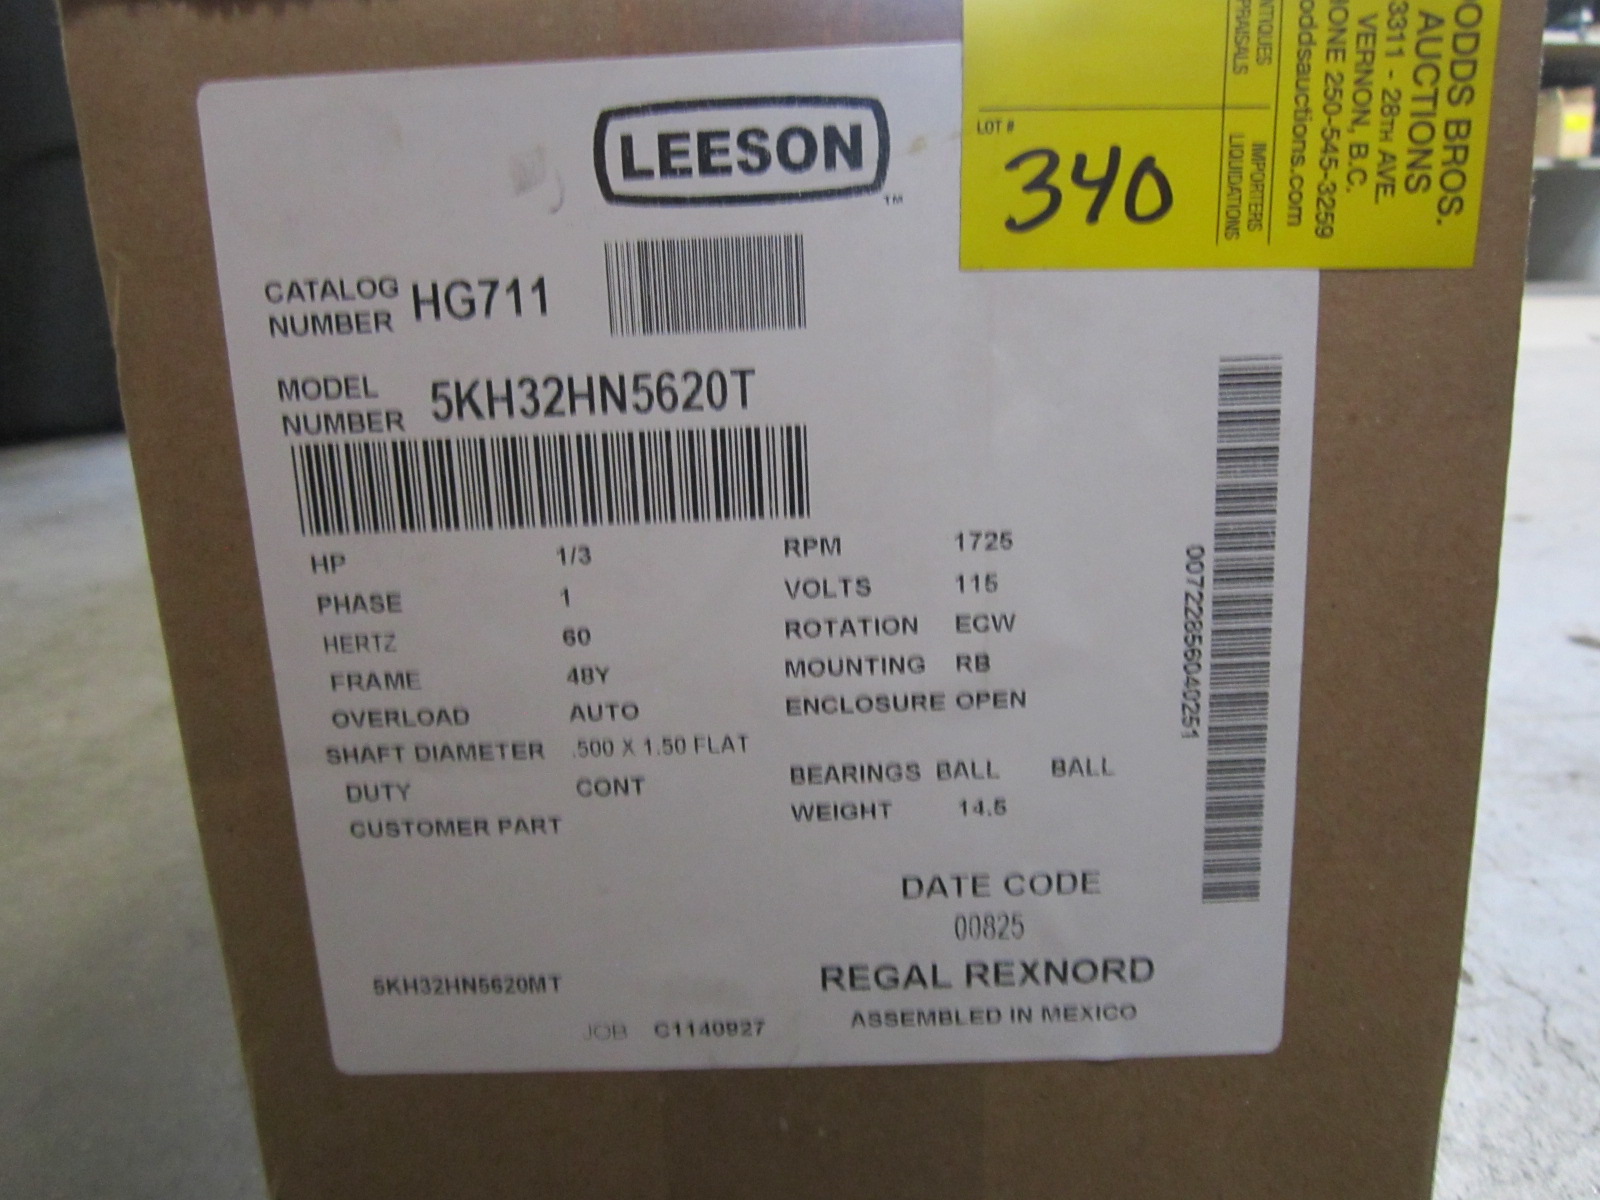 LEESON
TM
CATALOG NUMBER HG711
MODEL NUMBER 5KH32HN5620T
HP 1/3
PHASE 1
HERTZ 60
FRAME 48Y
OVERLOAD AUTO
SHAFT DIAMETER .500 X 1.50 FLAT
DUTY CONT
CUSTOMER PART
RPM 1725
VOLTS 115
ROTATION ECW
MOUNTING RB
ENCLOSURE OPEN
BEARINGS BALL BALL
WEIGHT 14.5
DATE CODE
00825
REGAL REXNORD
ASSEMBLED IN MEXICO
5KH32HN5620MT
JOB C1140927
00722856040251
LOT #
340
ODDS BROS.
AUCTIONS
3311 - 28TH AVE.
VERNON, B.C.
ONE 250-545-3259
oddsauctions.com
IMPORTERS
LIQUIDATIONS